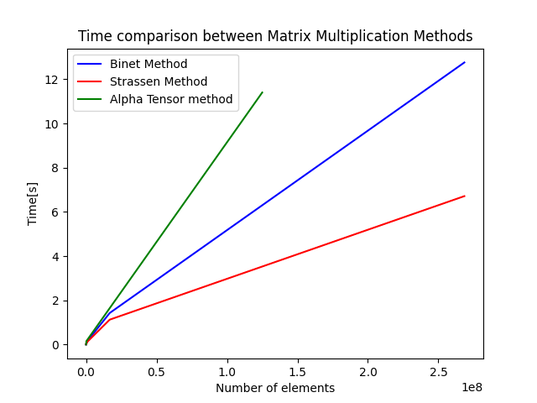 Time comparison between Matrix Multiplication Methods
Binet Method
Strassen Method
Alpha Tensor method
Time[s]
12
10
8
6
4
2
0
0.0 0.5 1.0 1.5 2.0 2.5
1e8
Number of elements